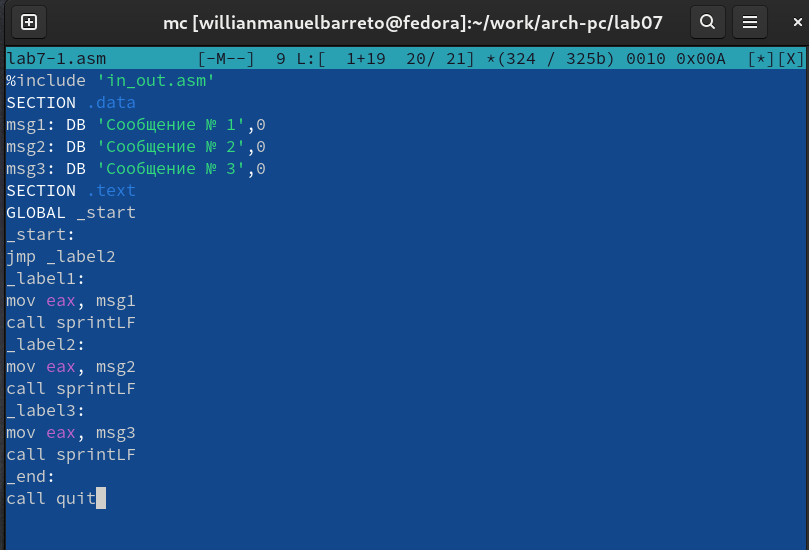 mc [willianmanuelbarreto@fedora]:~/work/arch-pc/lab07
lab7-1.asm [-M--] 9 L:[ 1+19 20/ 21] *(324 / 325b) 0010 0x00A [*][X]
%include 'in_out.asm'
SECTION .data
msg1: DB 'Сообщение № 1',0
msg2: DB 'Сообщение № 2',0
msg3: DB 'Сообщение № 3',0
SECTION .text
GLOBAL _start
_start:
jmp _label2
_label1:
mov eax, msg1
call sprintLF
_label2:
mov eax, msg2
call sprintLF
_label3:
mov eax, msg3
call sprintLF
_end:
call quit